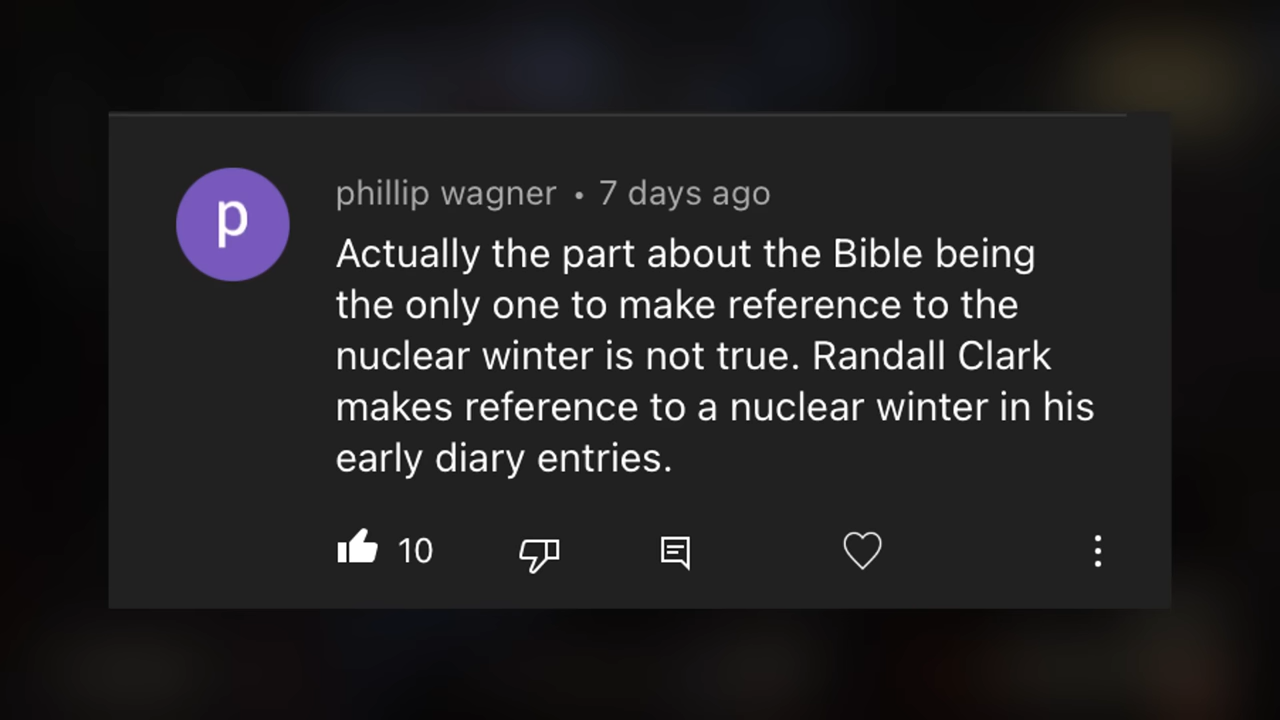 p
phillip wagner • 7 days ago
Actually the part about the Bible being
the only one to make reference to the
nuclear winter is not true. Randall Clark
makes reference to a nuclear winter in his
early diary entries.
10